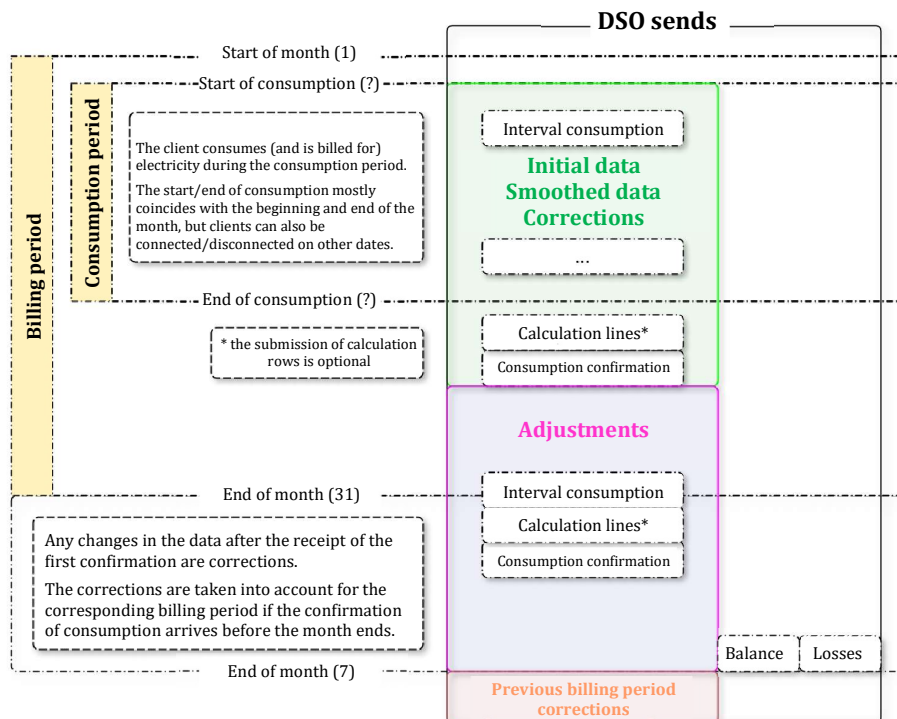 DSO sends
Start of month (1)
Start of consumption (?)
Billing period
Consumption period
The client consumes (and is billed for)
electricity during the consumption period.
The start/end of consumption mostly
coincides with the beginning and end of the
month, but clients can also be
connected/disconnected on other dates.
Interval consumption
Initial data
Smoothed data
Corrections
...
End of consumption (?)
* the submission of calculation
rows is optional
Calculation lines*
Consumption confirmation
Adjustments
End of month (31)
Interval consumption
Calculation lines*
Consumption confirmation
Any changes in the data after the receipt of the
first confirmation are corrections.
The corrections are taken into account for the
corresponding billing period if the confirmation
of consumption arrives before the month ends.
Balance
Losses
End of month (7)
Previous billing period
corrections